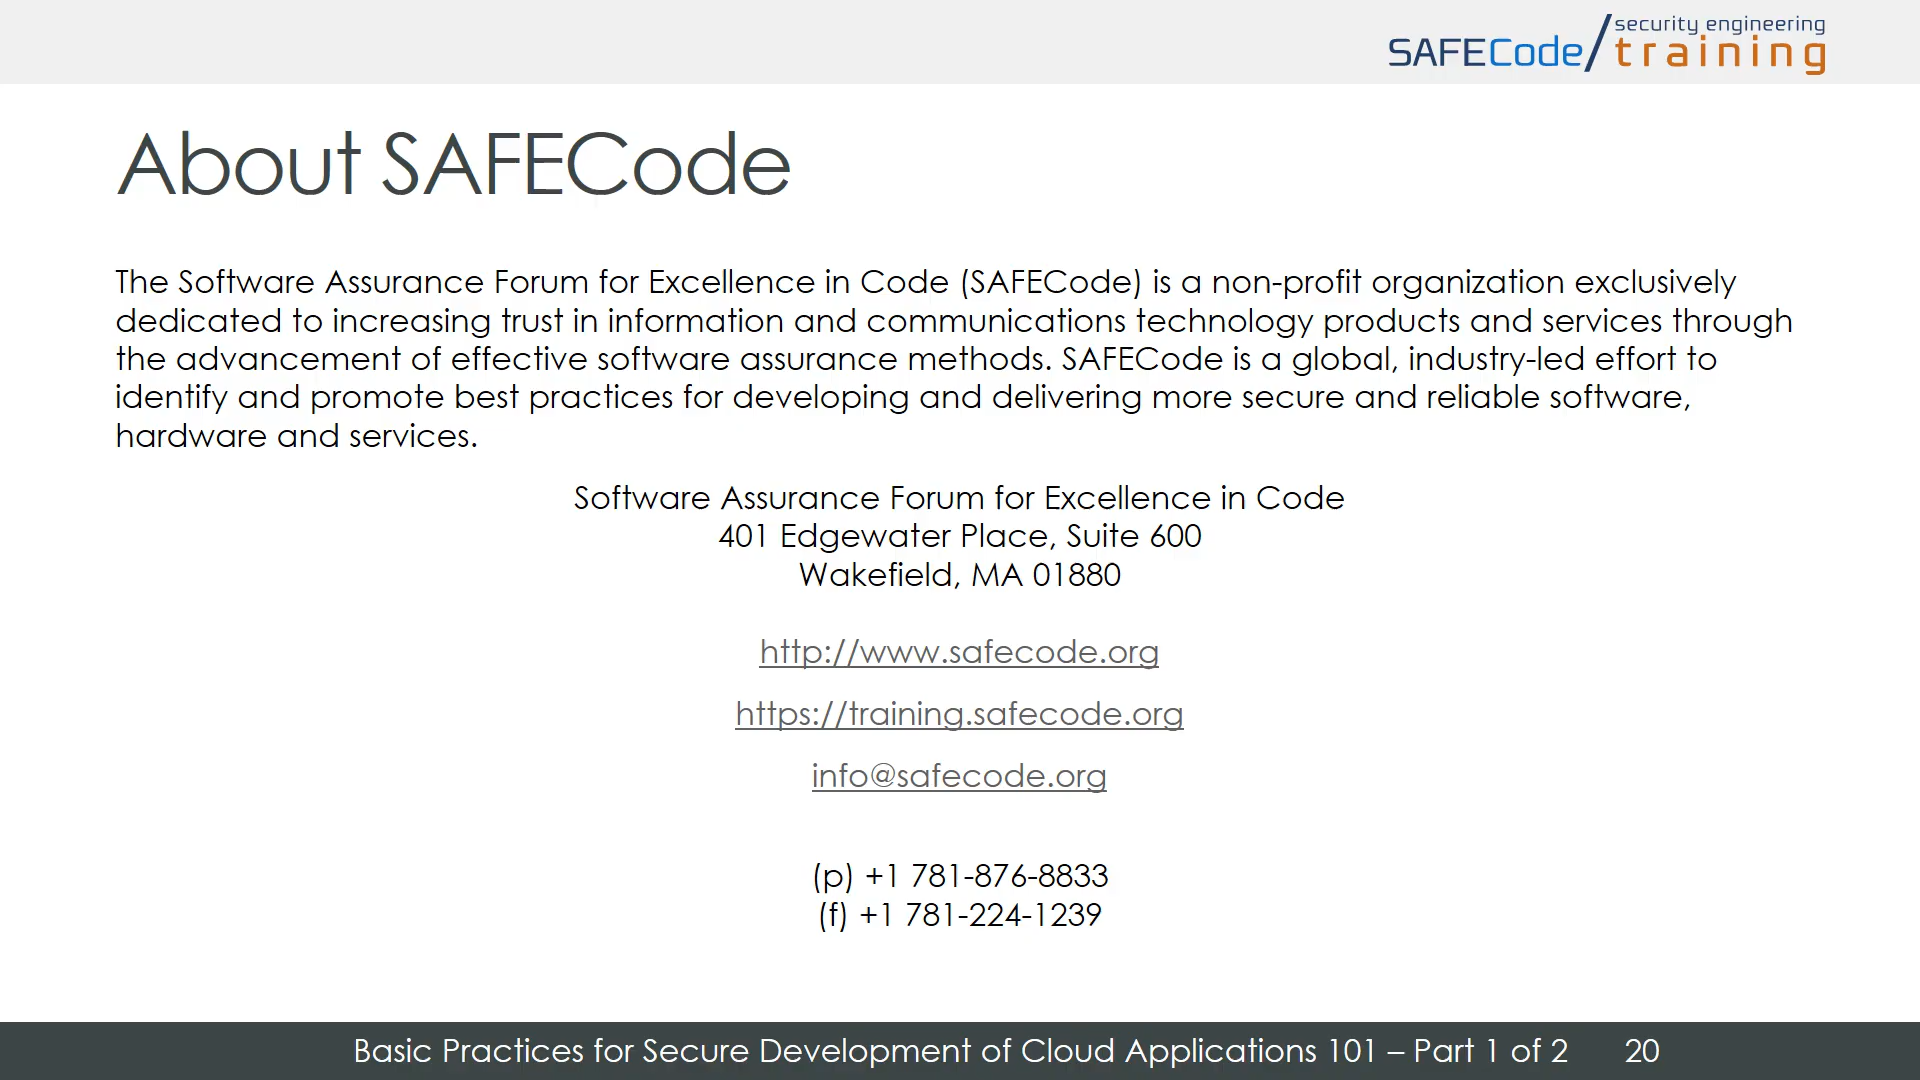 SAFECode/security engineering training
About SAFECode
The Software Assurance Forum for Excellence in Code (SAFECode) is a non-profit organization exclusively
dedicated to increasing trust in information and communications technology products and services through
the advancement of effective software assurance methods. SAFECode is a global, industry-led effort to
identify and promote best practices for developing and delivering more secure and reliable software,
hardware and services.
Software Assurance Forum for Excellence in Code
401 Edgewater Place, Suite 600
Wakefield, MA 01880
http://www.safecode.org
https://training.safecode.org
info@safecode.org
(p) +1 781-876-8833
(f) +1 781-224-1239
Basic Practices for Secure Development of Cloud Applications 101 – Part 1 of 2 20